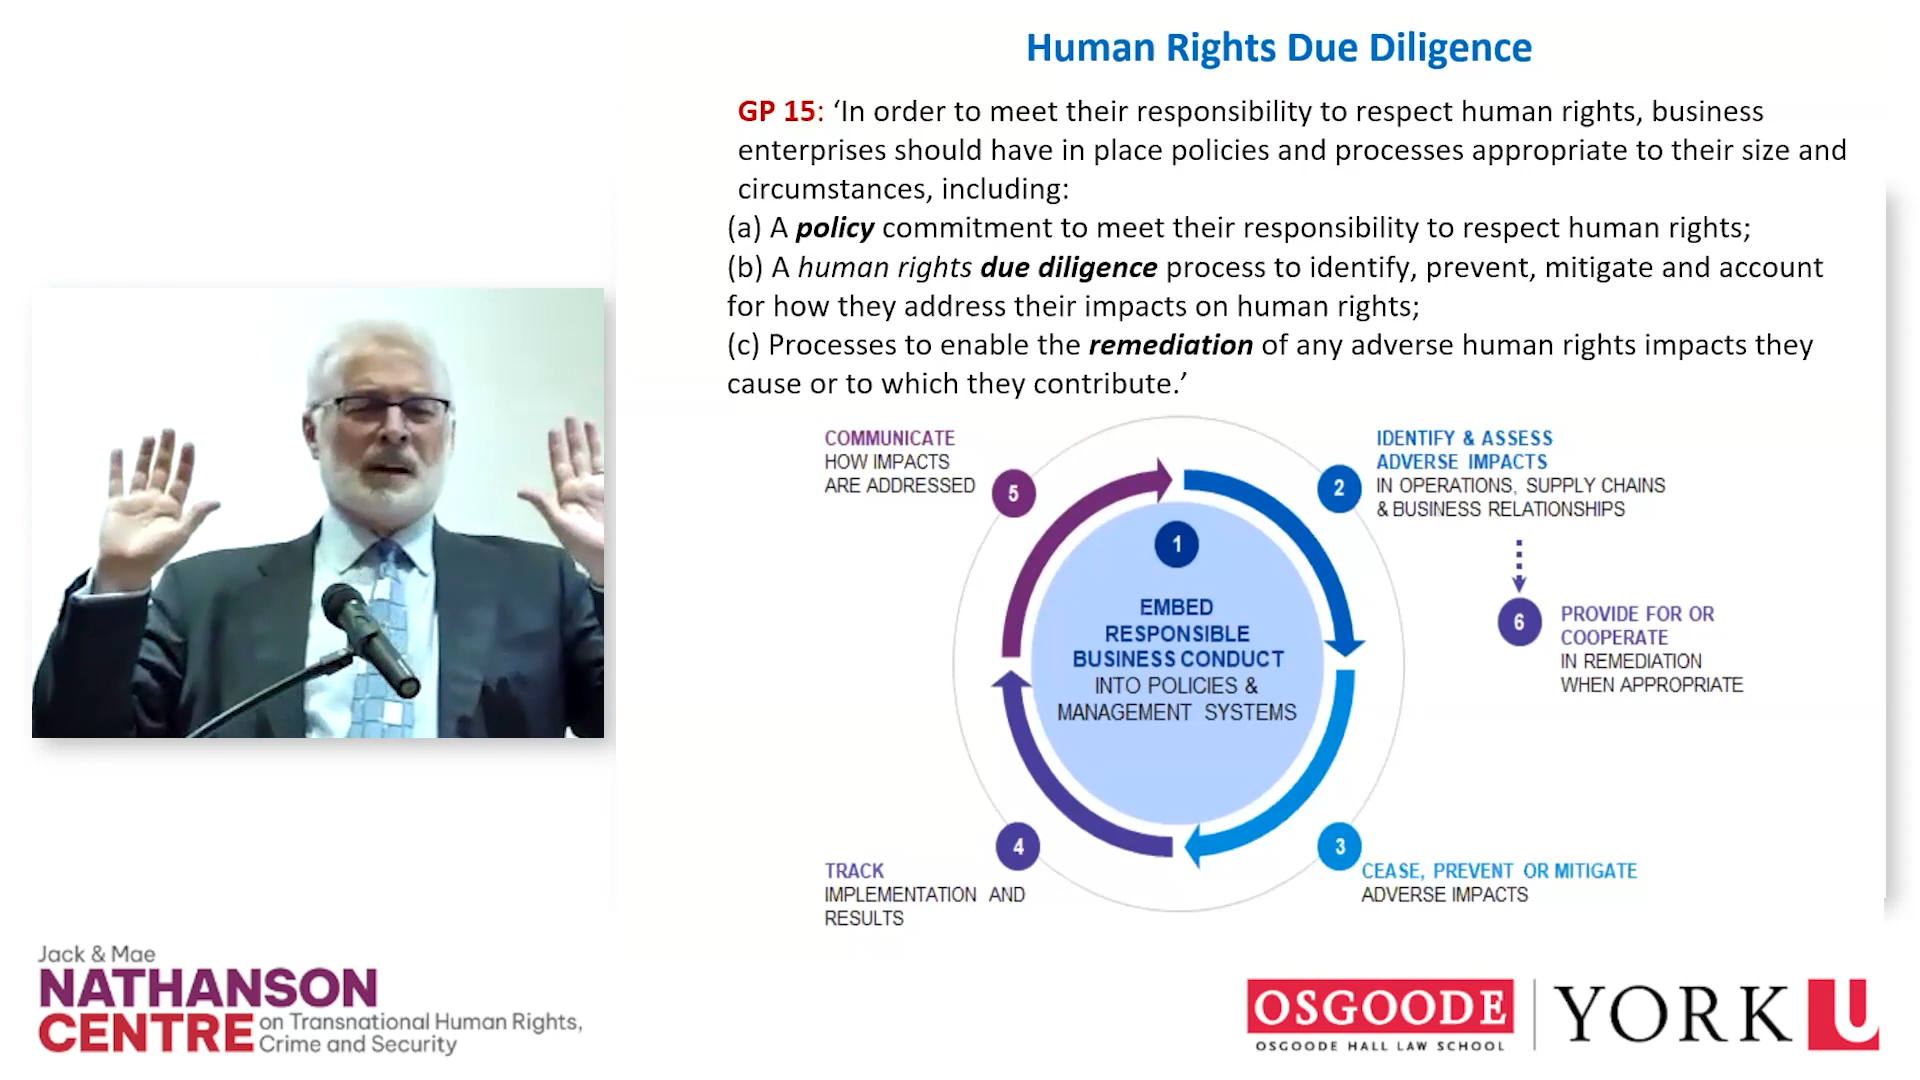 Human Rights Due Diligence
GP 15: ‘In order to meet their responsibility to respect human rights, business
enterprises should have in place policies and processes appropriate to their size and
circumstances, including:
(a) A policy commitment to meet their responsibility to respect human rights;
(b) A human rights due diligence process to identify, prevent, mitigate and account
for how they address their impacts on human rights;
(c) Processes to enable the remediation of any adverse human rights impacts they
cause or to which they contribute.’
COMMUNICATE
HOW IMPACTS
ARE ADDRESSED
5
2
IDENTIFY & ASSESS
ADVERSE IMPACTS
IN OPERATIONS, SUPPLY CHAINS
& BUSINESS RELATIONSHIPS
1
EMBED
RESPONSIBLE
BUSINESS CONDUCT
INTO POLICIES &
MANAGEMENT SYSTEMS
6
PROVIDE FOR OR
COOPERATE
IN REMEDIATION
WHEN APPROPRIATE
4
TRACK
IMPLEMENTATION AND
RESULTS
3
CEASE, PREVENT OR MITIGATE
ADVERSE IMPACTS
Jack & Mae
NATHANSON
CENTRE on Transnational Human Rights,
Crime and Security
OSGOODE
OSGOODE HALL LAW SCHOOL
YORK U